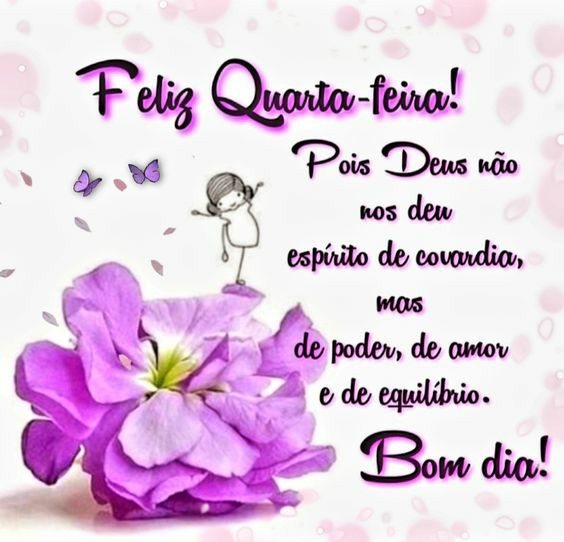 Feliz Quarta-feira!
Pois Deus não
nos deu
espírito de covardia,
mas
de poder, de amor
e de equilíbrio.
Bom dia!